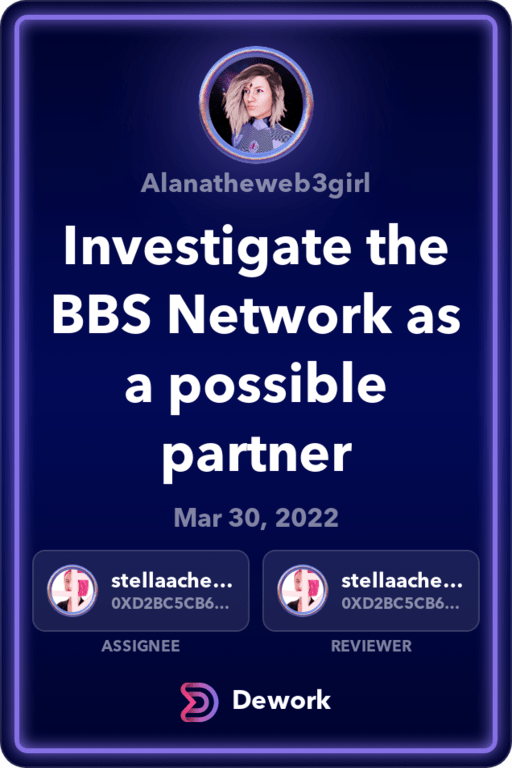 Alanatheweb3girl
Investigate the
BBS Network as
a possible
partner
Mar 30, 2022
stellaache...
0XD2BC5CB6...
ASSIGNEE
stellaache...
0XD2BC5CB6...
REVIEWER
Dework